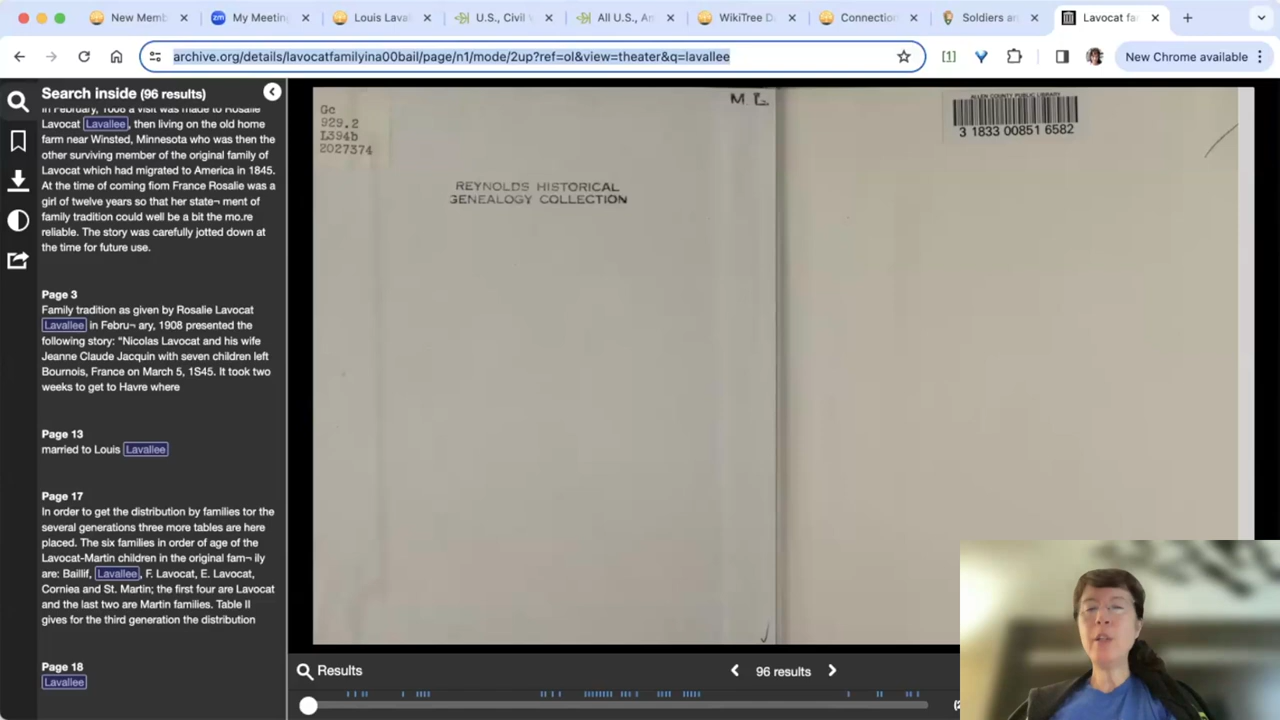 New Memb
My Meeting
Louis Laval
U.S., Civil
All U.S., An
WikiTree D
Connection
Soldiers an
Lavocat fa
archive.org/details/lavocatfamilyina00bail/page/n1/mode/2up?ref=ol&view=theater&q=lavallee
[1]
New Chrome available
Search inside (96 results)
In February, 1908 a visit was made to Rosalie
Lavocat Lavallee, then living on the old home
farm near Winsted, Minnesota who was then the
other surviving member of the original family of
Lavocat which had migrated to America in 1845.
At the time of coming fiom France Rosalie was a
girl of twelve years so that her state¬ ment of
family tradition could well be a bit the mo.re
reliable. The story was carefully jotted down at
the time for future use.
Page 3
Family tradition as given by Rosalie Lavocat
Lavallee in Febru¬ ary, 1908 presented the
following story: “Nicolas Lavocat and his wife
Jeanne Claude Jacquin with seven children left
Bournois, France on March 5, 1S45. It took two
weeks to get to Havre where
Page 13
married to Louis Lavallee
Page 17
In order to get the distribution by families tor the
several generations three more tables are here
placed. The six families in order of age of the
Lavocat-Martin children in the original fam¬ ily
are: Baillif, Lavallee, F. Lavocat, E. Lavocat,
Corniea and St. Martin; the first four are Lavocat
and the last two are Martin families. Table II
gives for the third generation the distribution
Page 18
Lavallee
Gc
929.2
L394b
2027374
M L
REYNOLDS HISTORICAL
GENEALOGY COLLECTION
ALLEN COUNTY PUBLIC LIBRARY
3 1833 00851 6582
Results
96 results